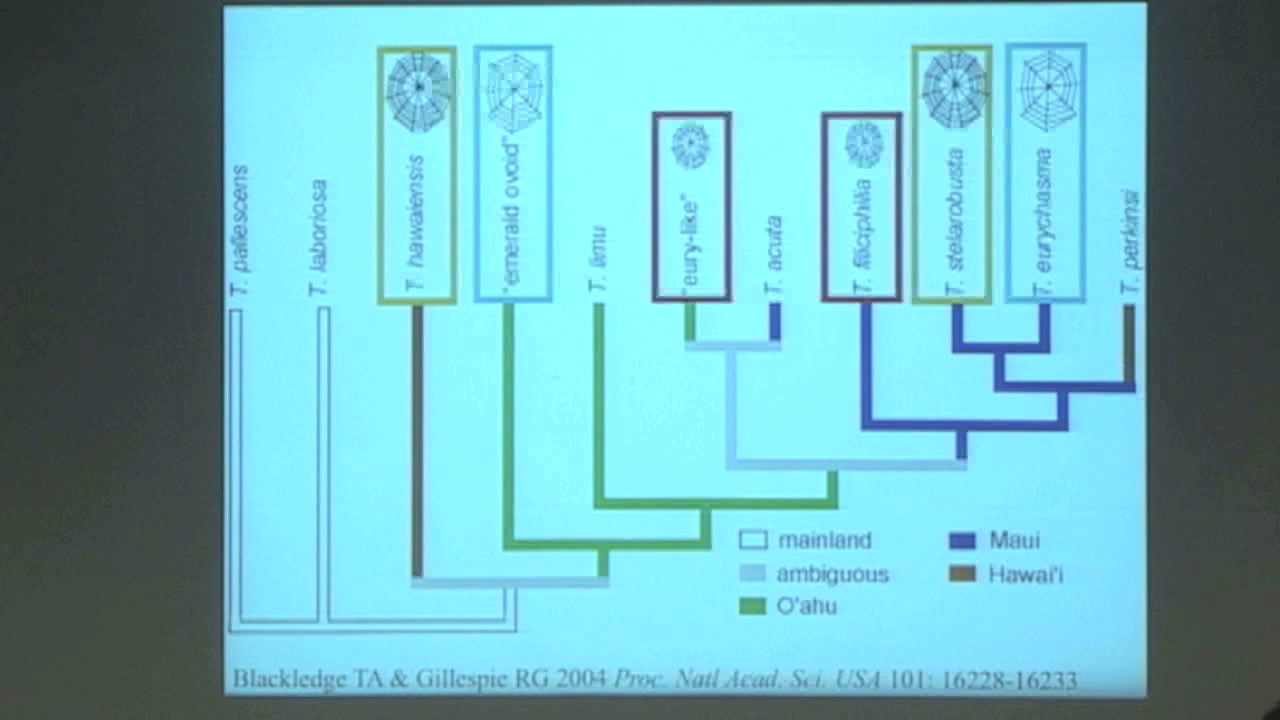 T. pallescens
T. laboriosa
T. hawaiensis
"emerald ovoid"
T. limu
"eury-like"
T. acuta
T. filiciphilia
T. stelarobusta
T. eurychasma
T. perkinsi
mainland
ambiguous
O'ahu
Maui
Hawai'i
Blackledge TA & Gillespie RG 2004 Proc. Natl Acad. Sci. USA 101: 16228-16233